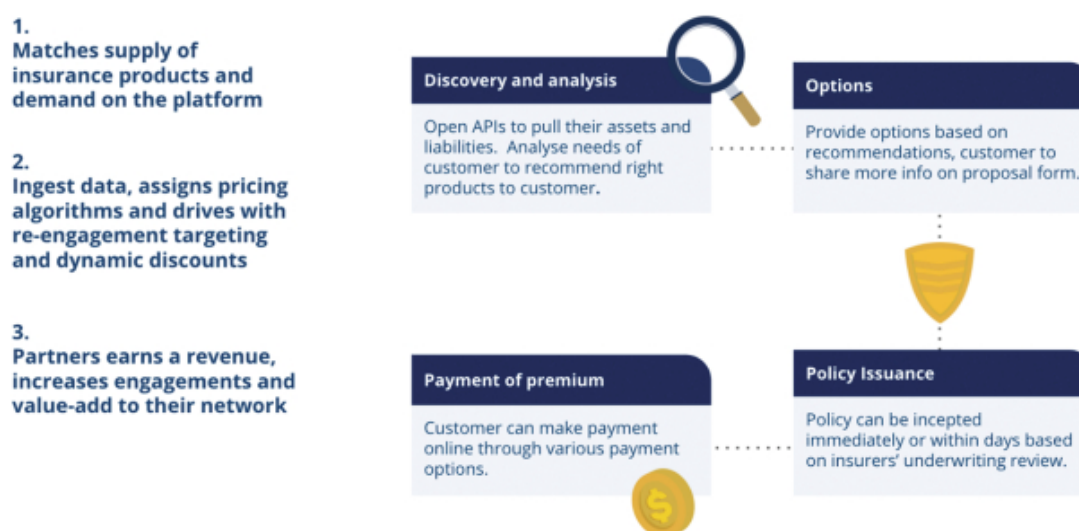 1.
Matches supply of
insurance products and
demand on the platform
2.
Ingest data, assigns pricing
algorithms and drives with
re-engagement targeting
and dynamic discounts
3.
Partners earns a revenue,
increases engagements and
value-add to their network
Discovery and analysis
Open APIs to pull their assets and
liabilities. Analyse needs of
customer to recommend right
products to customer.
Options
Provide options based on
recommendations, customer to
share more info on proposal form.
Payment of premium
Customer can make payment
online through various payment
options.
$
Policy Issuance
Policy can be incepted
immediately or within days based
on insurers’ underwriting review.